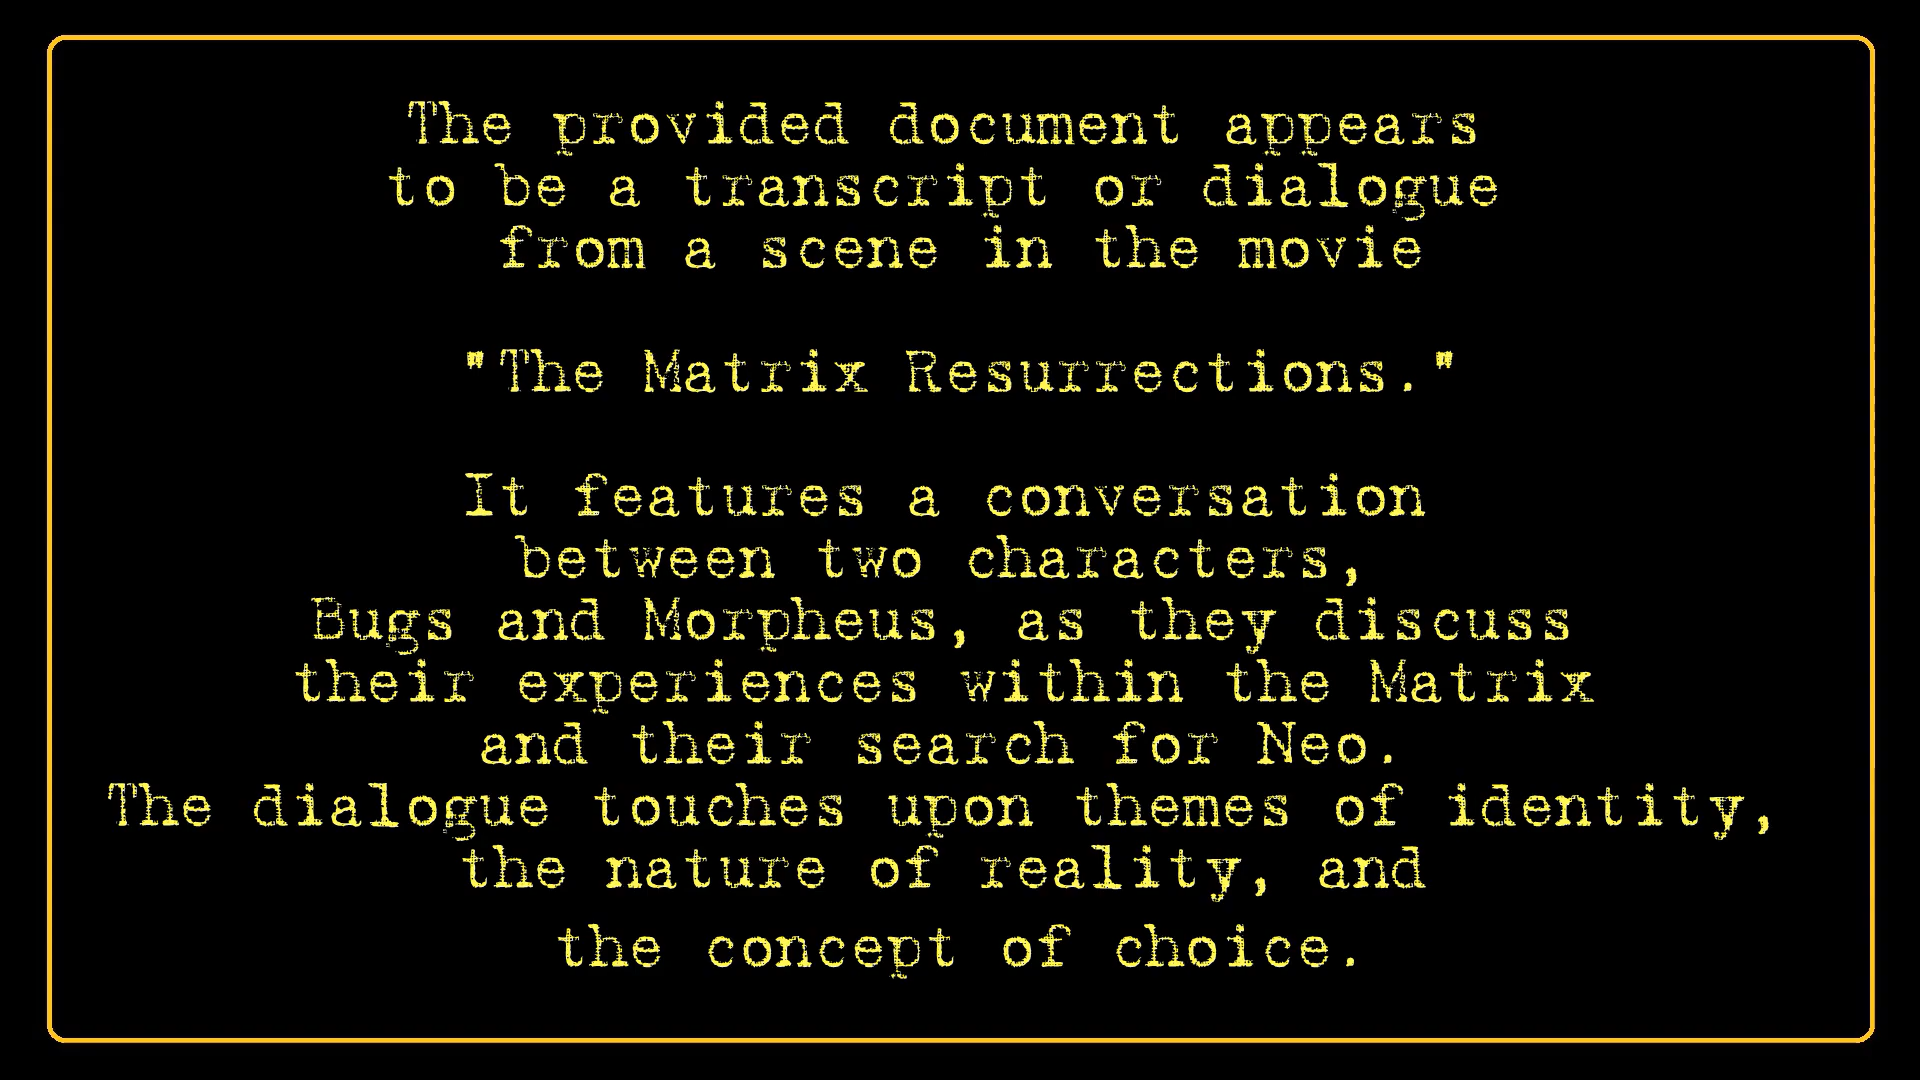 The provided document appears
to be a transcript or dialogue
from a scene in the movie
"The Matrix Resurrections."
It features a conversation
between two characters,
Bugs and Morpheus, as they discuss
their experiences within the Matrix
and their search for Neo.
The dialogue touches upon themes of identity,
the nature of reality, and
the concept of choice.